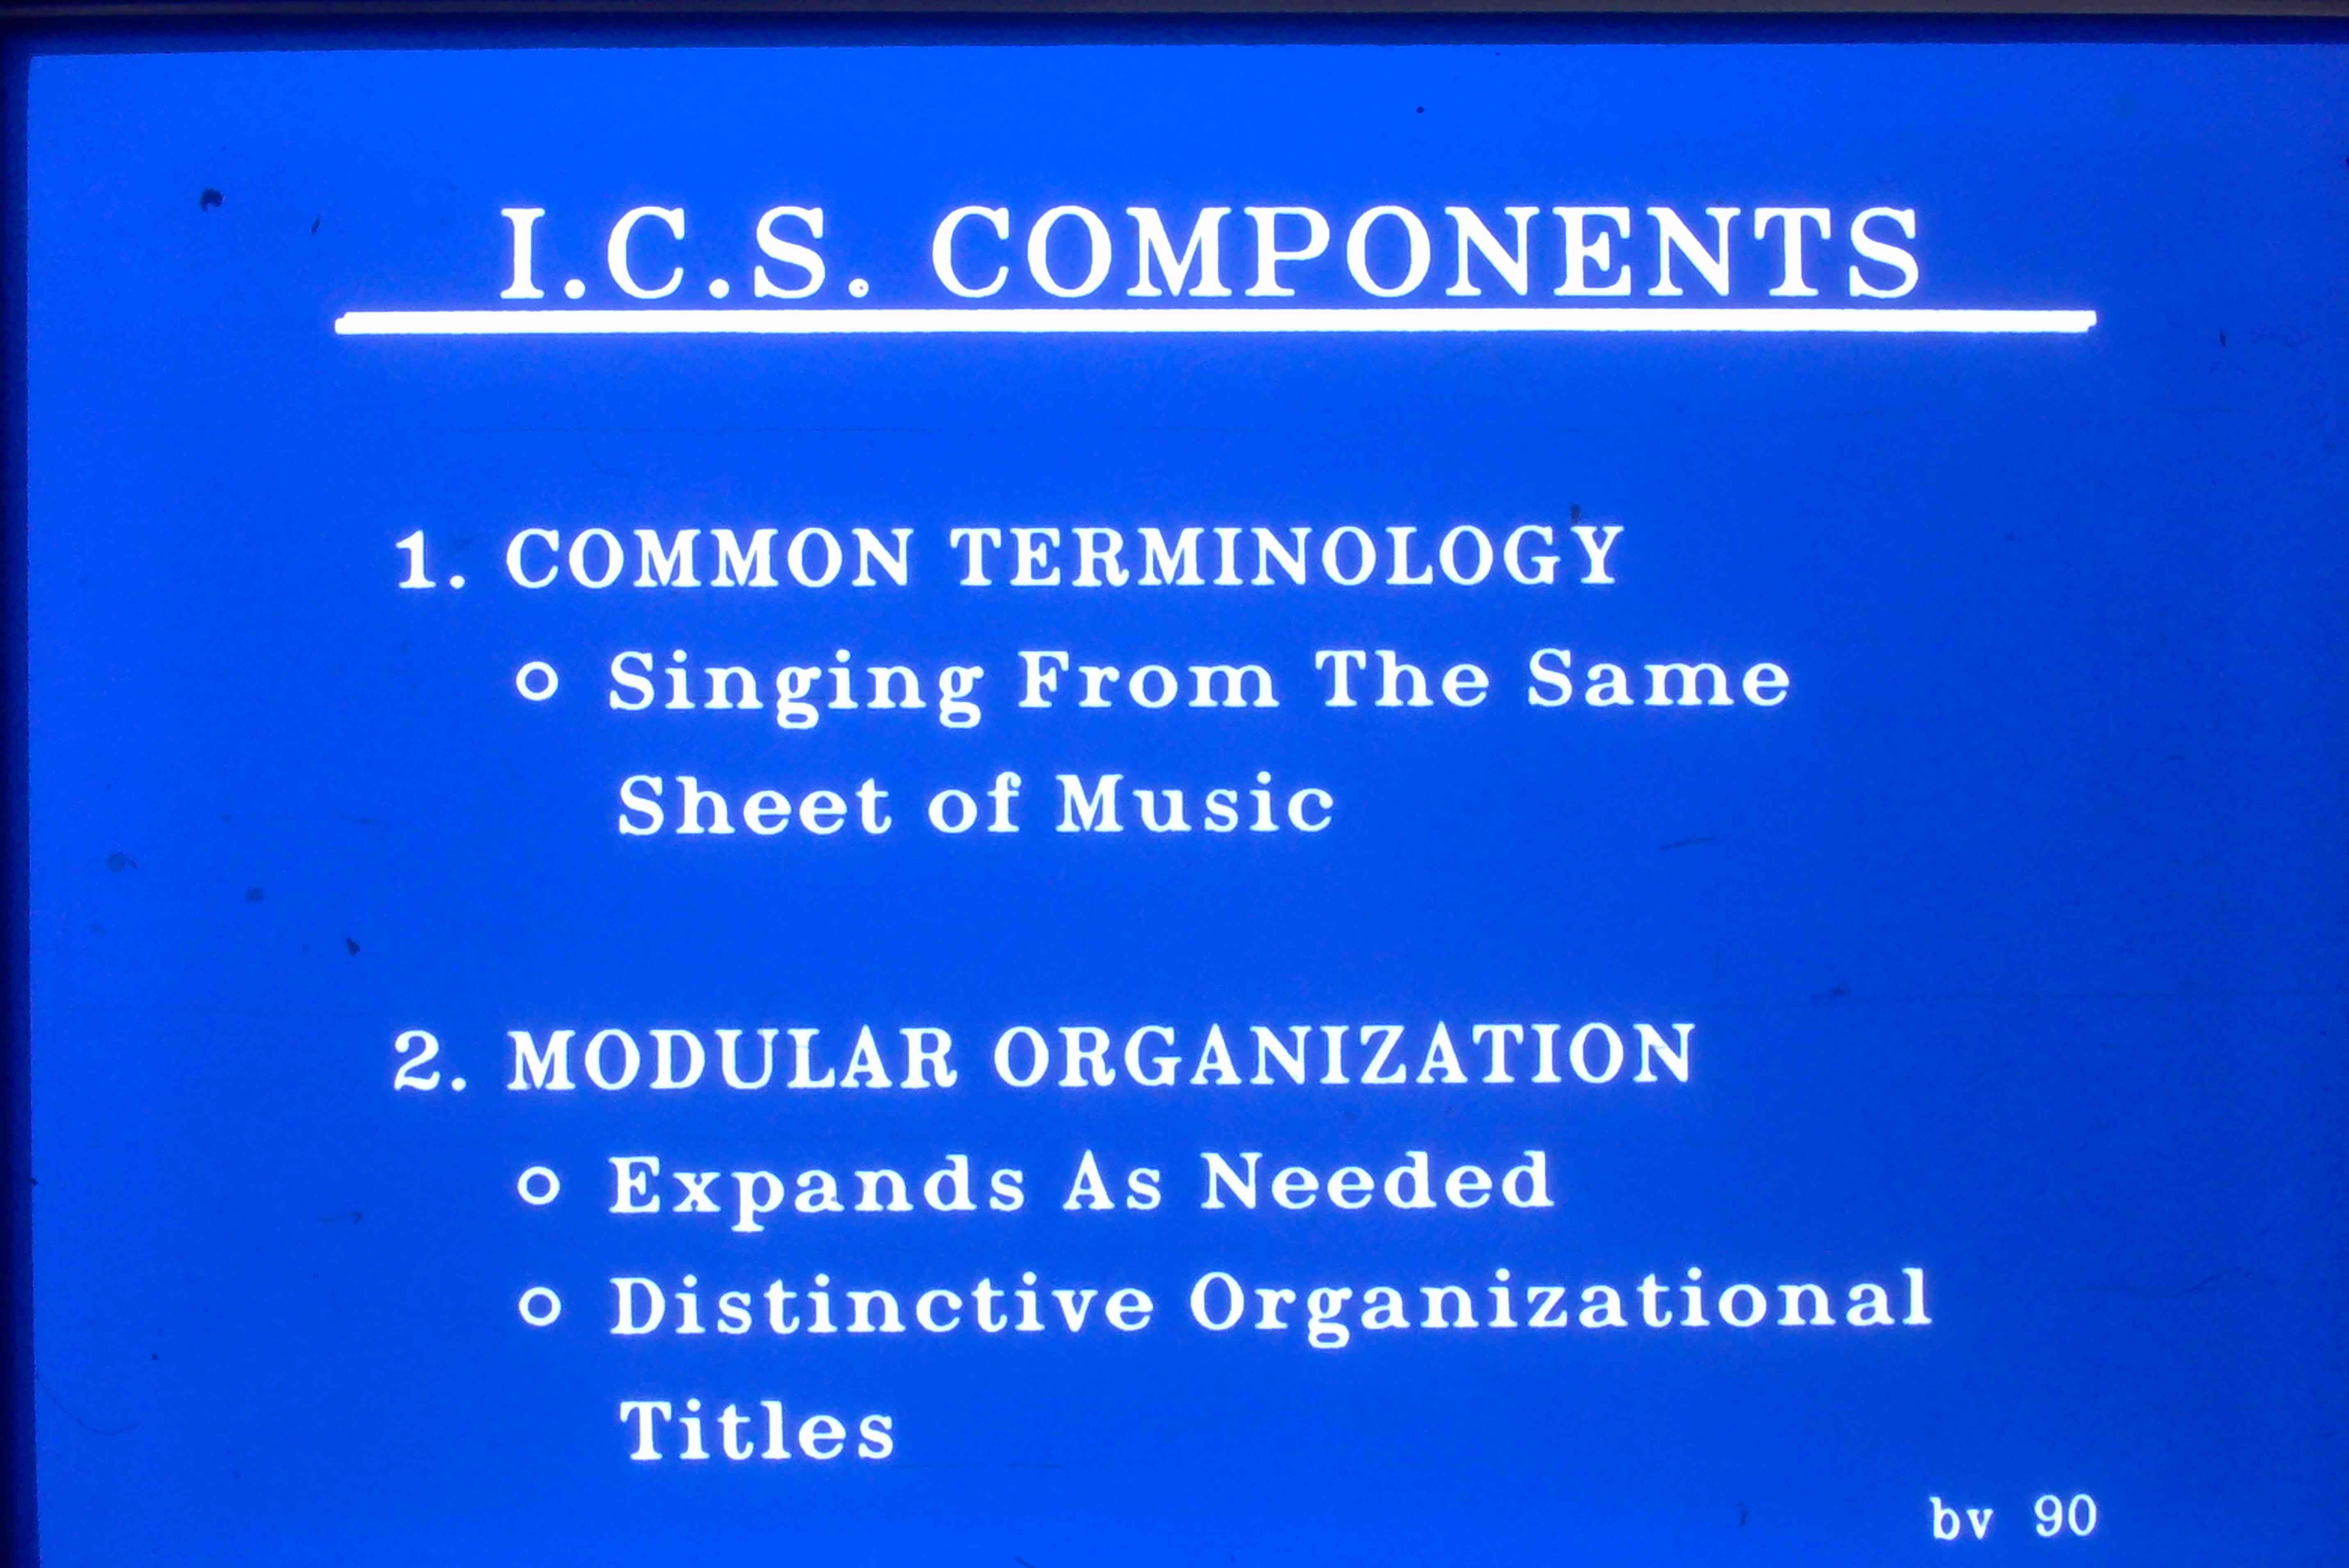 I.C.S. COMPONENTS
1. COMMON TERMINOLOGY
o Singing From The Same
Sheet of Music
2. MODULAR ORGANIZATION
o Expands As Needed
o Distinctive Organizational
Titles
bv 90